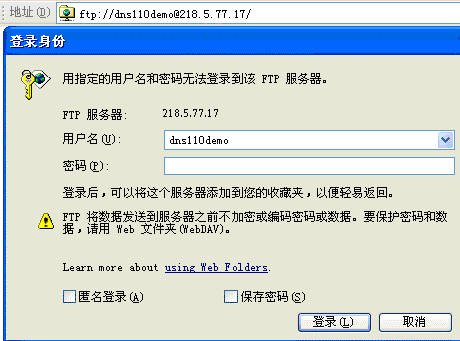 地址(D) ftp://dns110demo@218.5.77.17/
登录身份
用指定的用户名和密码无法登录到该 FTP 服务器。
FTP 服务器: 218.5.77.17
用户名(U): dns110demo
密码(P):
登录后，可以将这个服务器添加到您的收藏夹，以便轻易返回。
FTP 将数据发送到服务器之前不加密或编码密码或数据。要保护密码和数
据，请用 Web 文件夹(WebDAV)。
Learn more about using Web Folders.
匿名登录(A) 保存密码(S)
登录(L) 取消